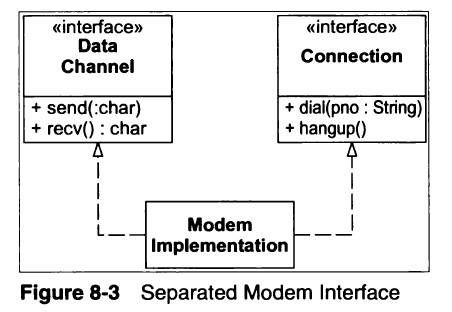 «interface»
Data
Channel
+ send(:char)
+ recv() : char
«interface»
Connection
+ dial(pno : String)
+ hangup()
Modem
Implementation
Figure 8-3 Separated Modem Interface